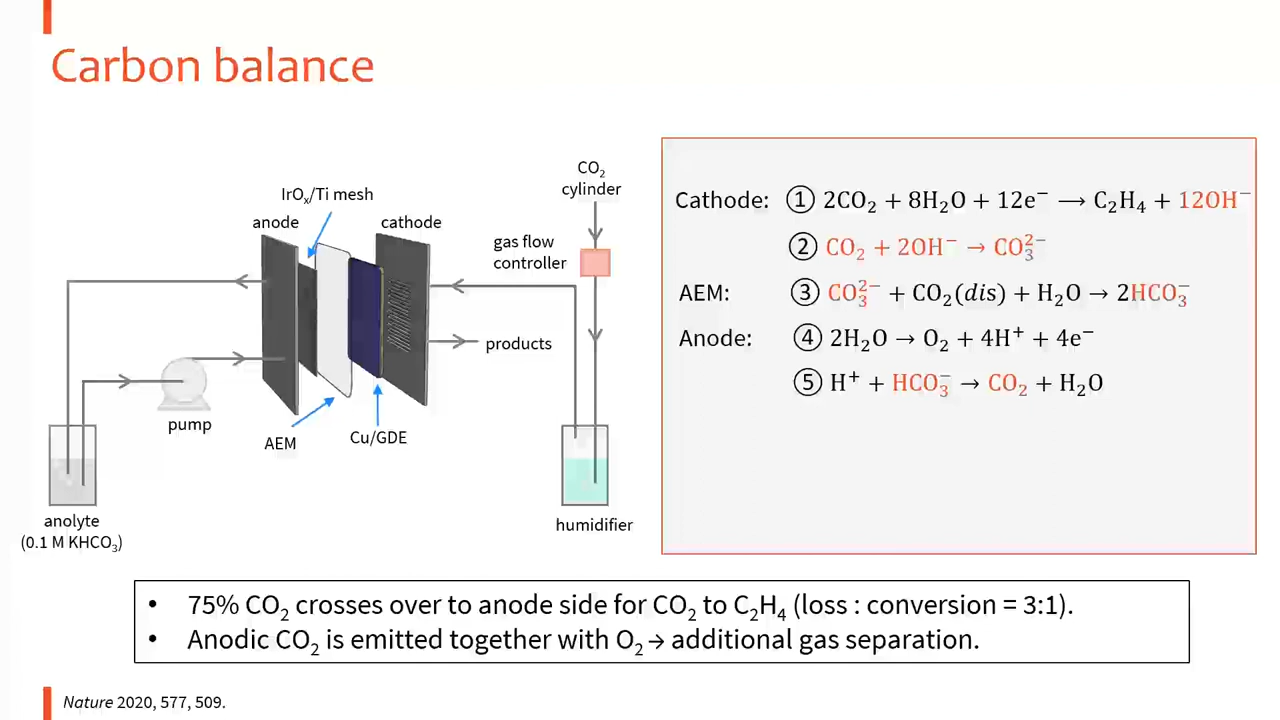 Carbon balance
CO₂
cylinder
IrOₓ/Ti mesh
anode
cathode
gas flow
controller
products
pump
AEM
Cu/GDE
anolyte
(0.1 M KHCO₃)
humidifier
Cathode: ① 2CO₂ + 8H₂O + 12e⁻ ⟶ C₂H₄ + 12OH⁻
② CO₂ + 2OH⁻ → CO₃²⁻
AEM: ③ CO₃²⁻ + CO₂(dis) + H₂O → 2HCO₃⁻
Anode: ④ 2H₂O → O₂ + 4H⁺ + 4e⁻
⑤ H⁺ + HCO₃⁻ → CO₂ + H₂O
• 75% CO₂ crosses over to anode side for CO₂ to C₂H₄ (loss : conversion = 3:1).
• Anodic CO₂ is emitted together with O₂ → additional gas separation.
Nature 2020, 577, 509.